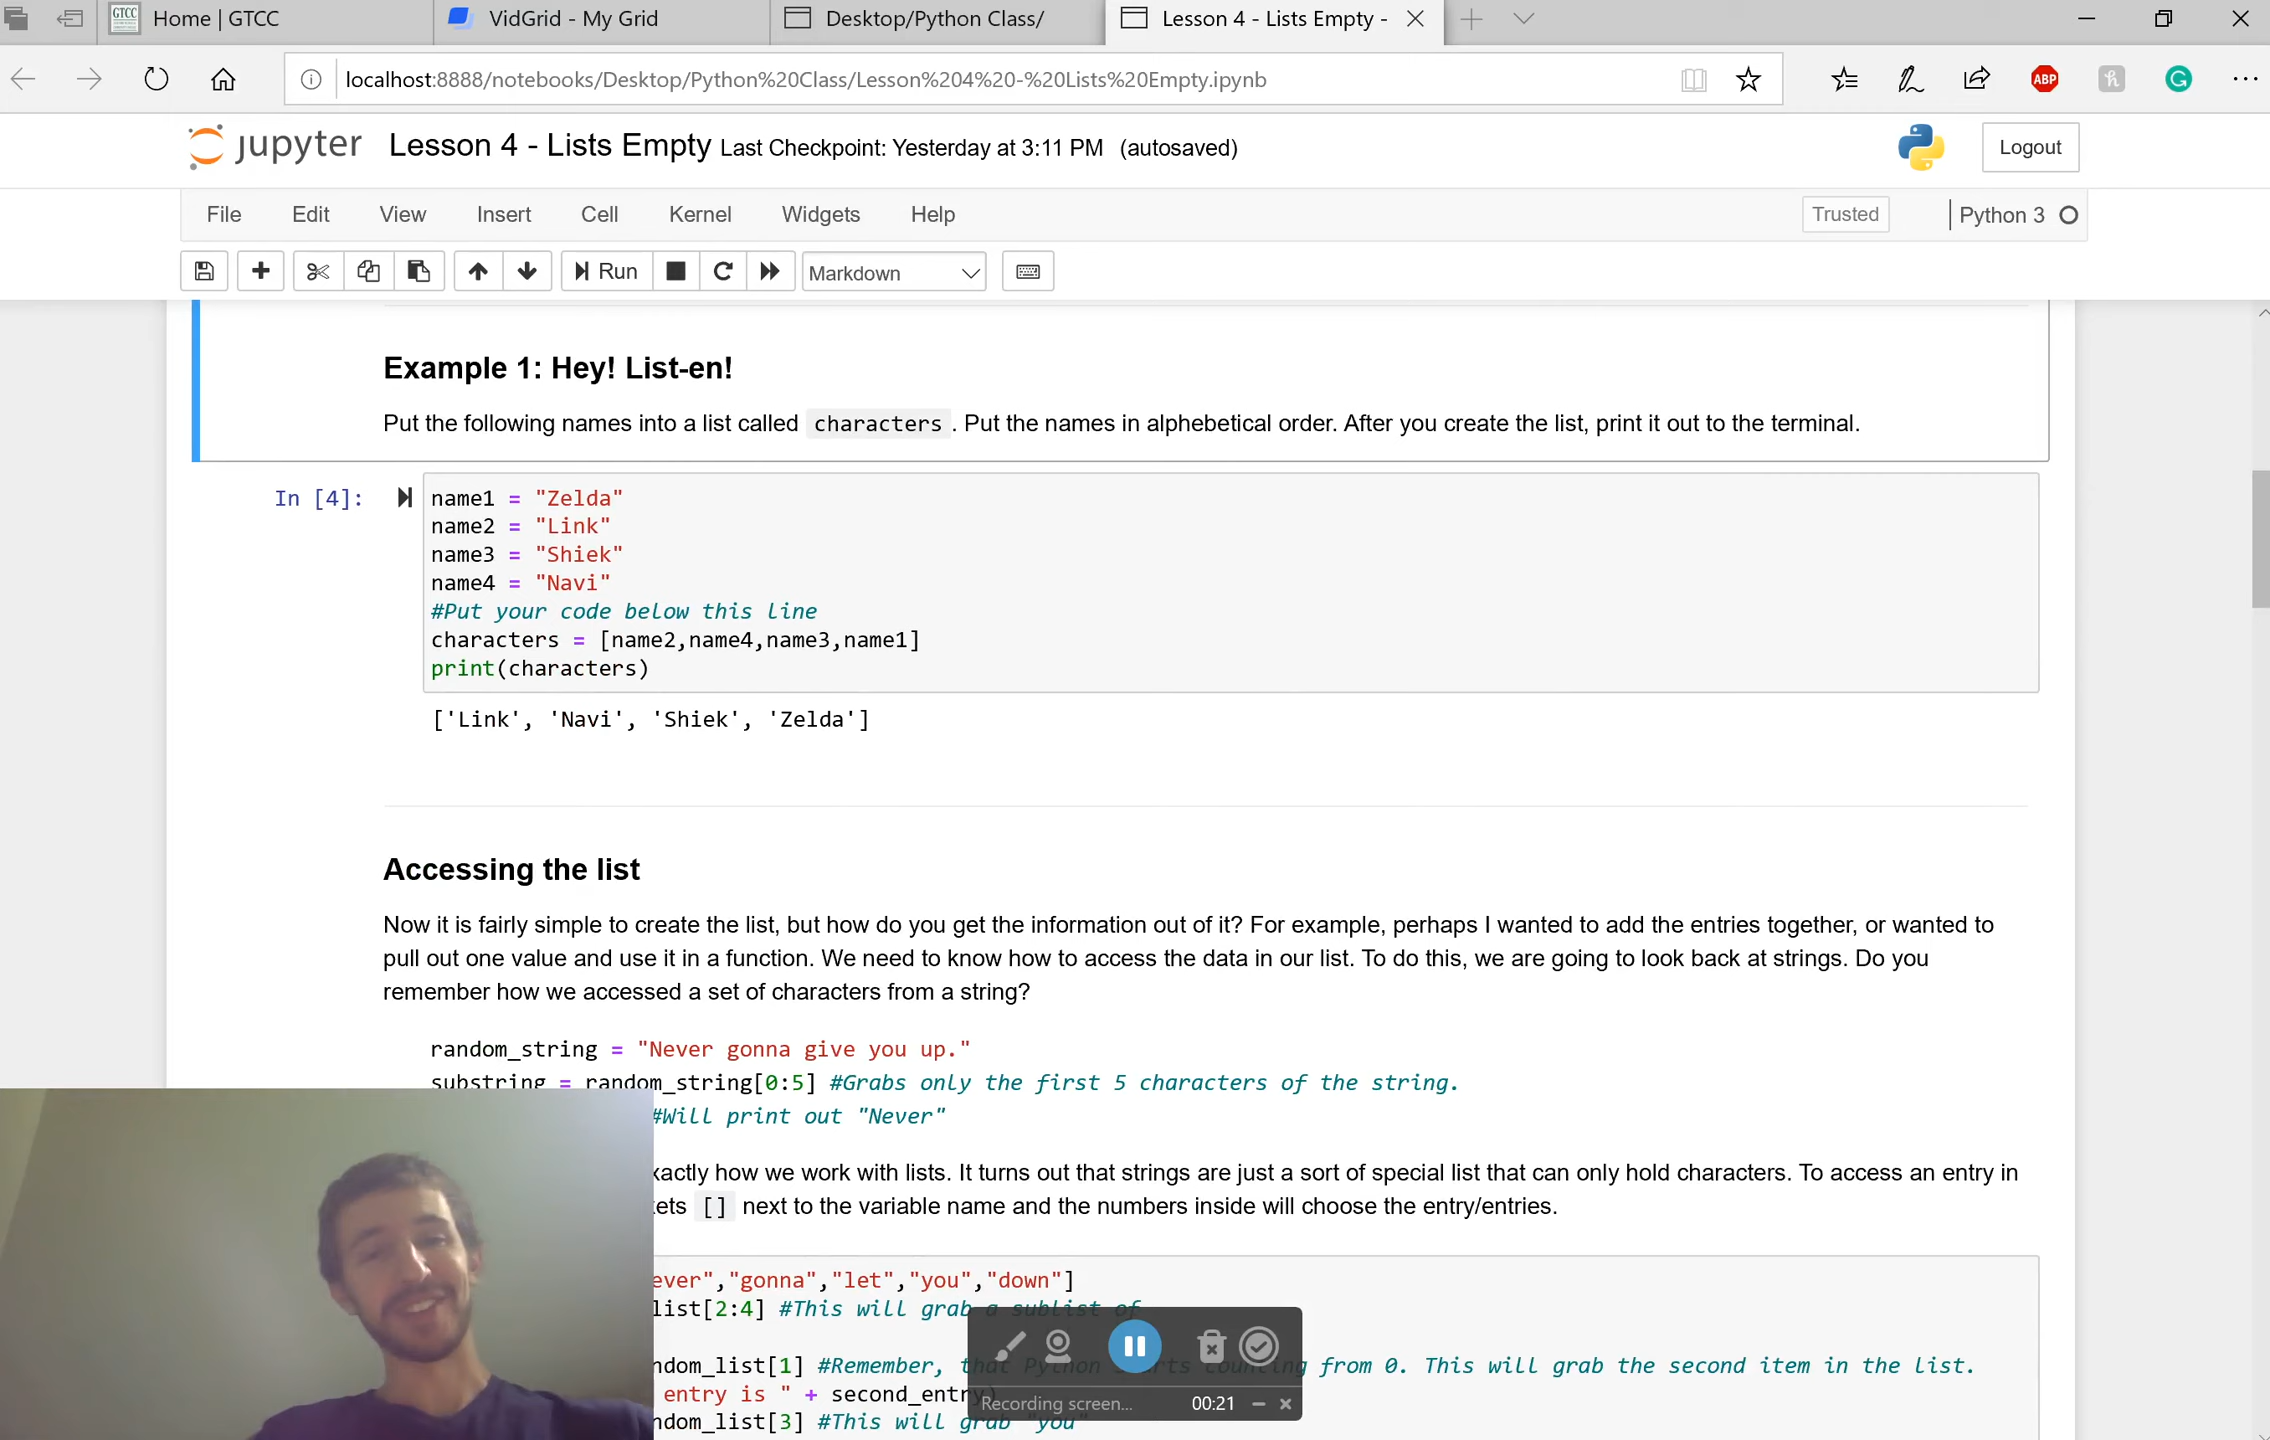 Home | GTCC
VidGrid - My Grid
Desktop/Python Class/
Lesson 4 - Lists Empty -
localhost:8888/notebooks/Desktop/Python%20Class/Lesson%204%20-%20Lists%20Empty.ipynb
ABP
jupyter Lesson 4 - Lists Empty Last Checkpoint: Yesterday at 3:11 PM (autosaved)
Logout
File Edit View Insert Cell Kernel Widgets Help
Trusted
Python 3
Run
Markdown
Example 1: Hey! List-en!
Put the following names into a list called characters . Put the names in alphebetical order. After you create the list, print it out to the terminal.
In [4]:
name1 = "Zelda"
name2 = "Link"
name3 = "Shiek"
name4 = "Navi"
#Put your code below this line
characters = [name2,name4,name3,name1]
print(characters)
['Link', 'Navi', 'Shiek', 'Zelda']
Accessing the list
Now it is fairly simple to create the list, but how do you get the information out of it? For example, perhaps I wanted to add the entries together, or wanted to
pull out one value and use it in a function. We need to know how to access the data in our list. To do this, we are going to look back at strings. Do you
remember how we accessed a set of characters from a string?
random_string = "Never gonna give you up."
substring = random_string[0:5] #Grabs only the first 5 characters of the string.
#Will print out "Never"
xactly how we work with lists. It turns out that strings are just a sort of special list that can only hold characters. To access an entry in
ets [] next to the variable name and the numbers inside will choose the entry/entries.
ever","gonna","let","you","down"]
list[2:4] #This will grab a sublist of
ndom_list[1] #Remember, that Python starts counting from 0. This will grab the second item in the list.
entry is " + second_entry)
ndom_list[3] #This will grab "you"
Recording screen... 00:21